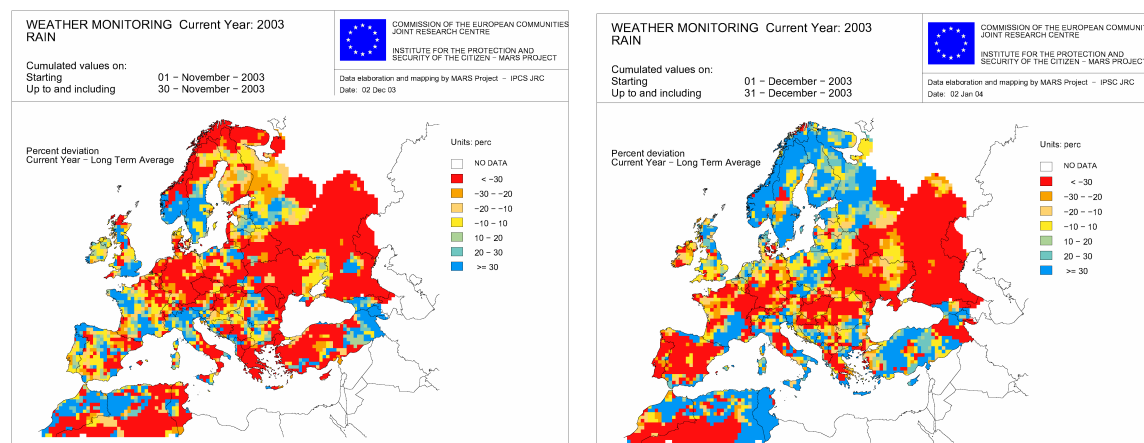 WEATHER MONITORING Current Year: 2003
RAIN
Cumulated values on:
Starting 01 − November − 2003
Up to and including 30 − November − 2003
COMMISSION OF THE EUROPEAN COMMUNITIES
JOINT RESEARCH CENTRE
INSTITUTE FOR THE PROTECTION AND
SECURITY OF THE CITIZEN − MARS PROJECT
Data elaboration and mapping by MARS Project − IPCS JRC
Date: 02 Dec 03
Percent deviation
Current Year − Long Term Average
Units: perc
NO DATA
< −30
−30 − −20
−20 − −10
−10 − 10
10 − 20
20 − 30
>= 30
WEATHER MONITORING Current Year: 2003
RAIN
Cumulated values on:
Starting 01 − December − 2003
Up to and including 31 − December − 2003
COMMISSION OF THE EUROPEAN COMMUNI
JOINT RESEARCH CENTRE
INSTITUTE FOR THE PROTECTION AND
SECURITY OF THE CITIZEN − MARS PROJECT
Data elaboration and mapping by MARS Project − IPSC JRC
Date: 02 Jan 04
Percent deviation
Current Year − Long Term Average
Units: perc
NO DATA
< −30
−30 − −20
−20 − −10
−10 − 10
10 − 20
20 − 30
>= 30